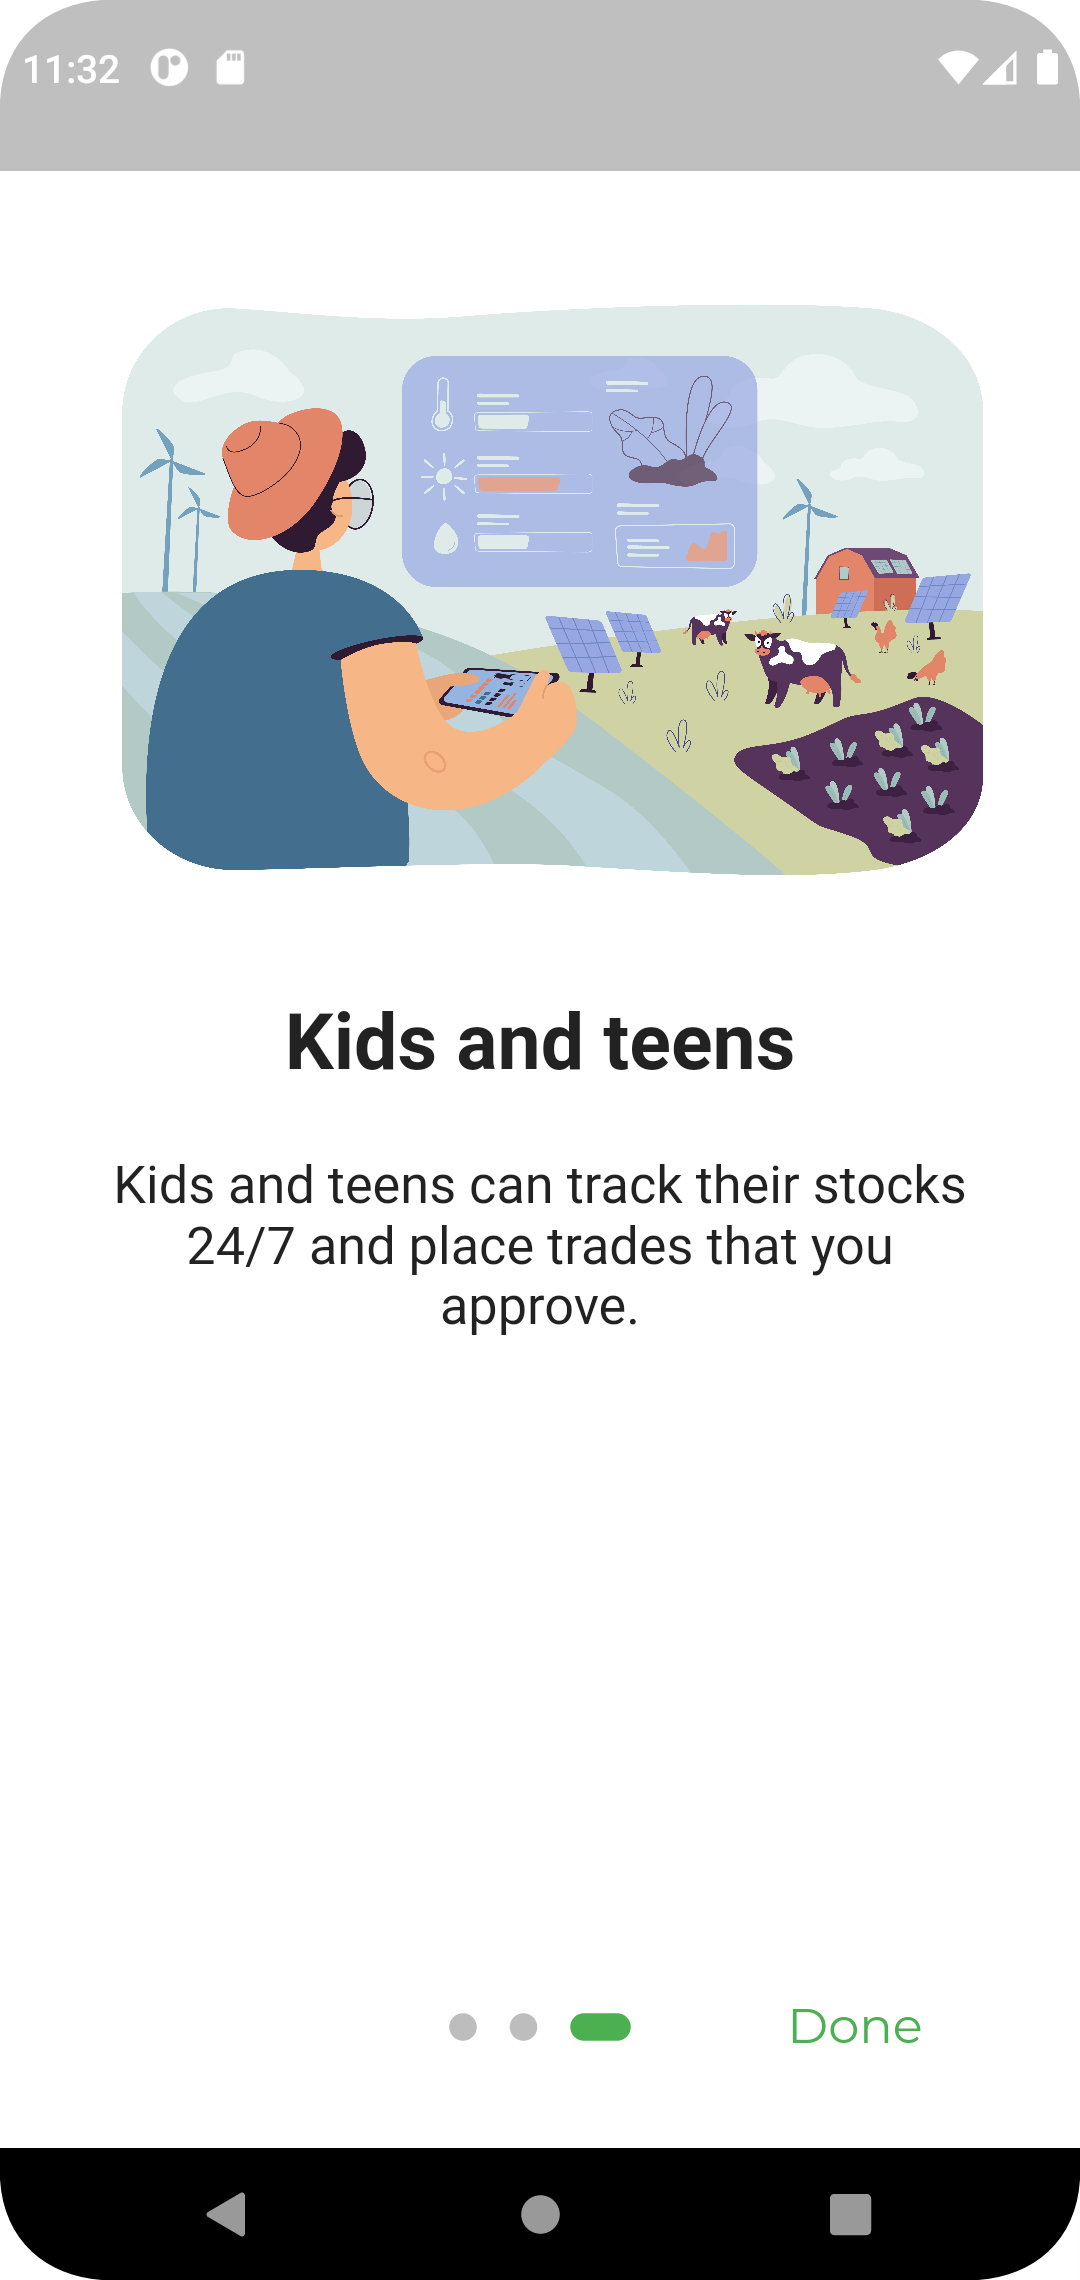 11:32
Kids and teens
Kids and teens can track their stocks
24/7 and place trades that you
approve.
Done